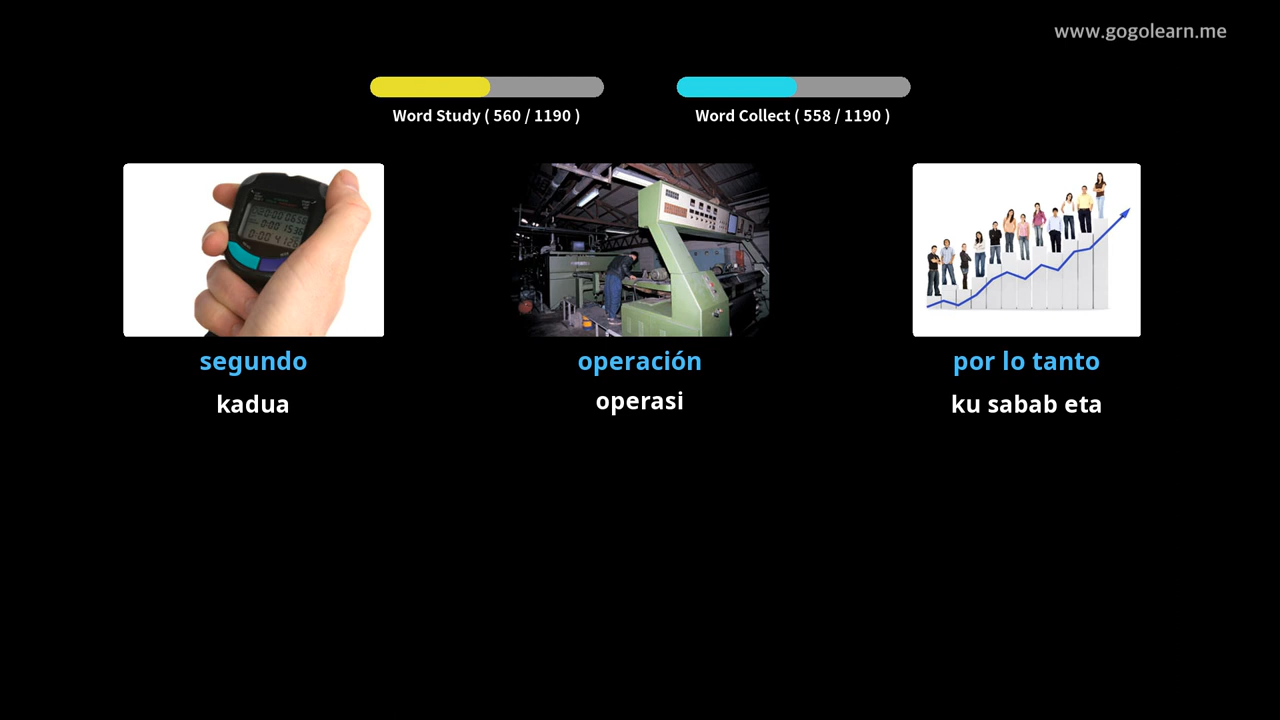 www.gogolearn.me
Word Study ( 560 / 1190 )
Word Collect ( 558 / 1190 )
segundo
kadua
operación
operasi
por lo tanto
ku sabab eta